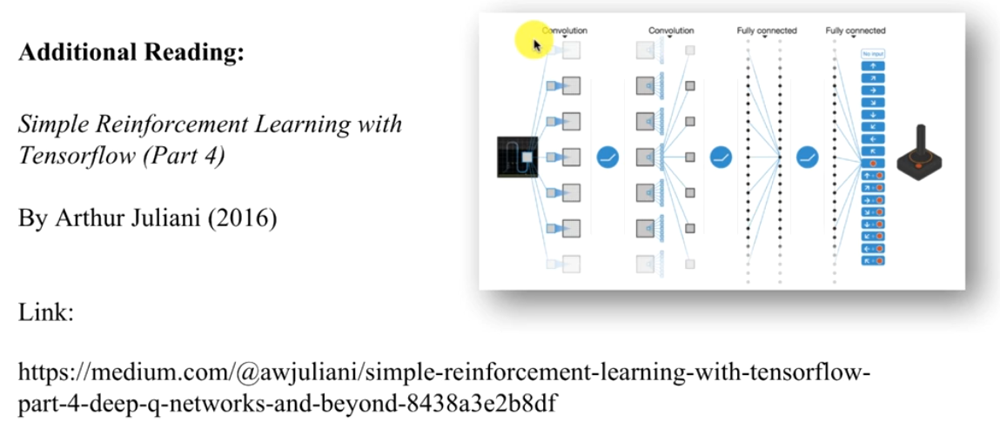 Additional Reading:
Simple Reinforcement Learning with
Tensorflow (Part 4)
By Arthur Juliani (2016)
Link:
https://medium.com/@awjuliani/simple-reinforcement-learning-with-tensorflow-
part-4-deep-q-networks-and-beyond-8438a3e2b8df
Convolution
Convolution
Fully connected
Fully connected
No input